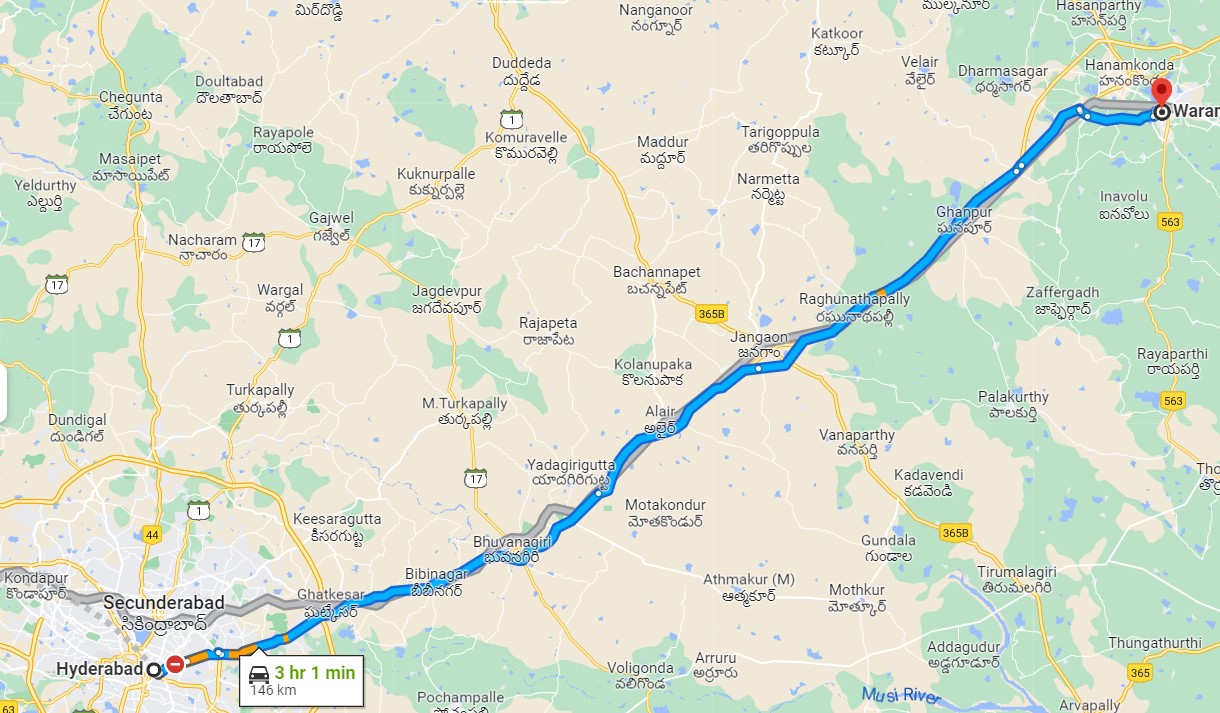 మిర్‌దొడ్డి
Nanganoor
నంగ్నూర్
ముల్కనూర్
Hasanparthy
హసన్‌పర్తి
Katkoor
కట్కూర్
Velair
వేలైర్
Dharmasagar
ధర్మసాగర్
Hanamkonda
హనంకొండ
Waran
Duddeda
దుద్దేడ
Doultabad
దౌలతాబాద్
Chegunta
చేగుంట
1
Komuravelle
కొమురవెల్లి
Rayapole
రాయపోలె
Maddur
మద్దూర్
Tarigoppula
తరిగొప్పుల
Masaipet
మాసాయిపేట్
Kuknurpalle
కుక్నుర్పల్లె
Narmetta
నర్మెట్ట
Yeldurthy
ఎల్దుర్తి
Inavolu
ఐనవోలు
563
Gajwel
గజ్వేల్
Ghanpur
ఘనపూర్
Nacharam
నాచారం
17
17
Bachannapet
బచన్నపేట్
Wargal
వర్గల్
Jagdevpur
జగదేవపూర్
Raghunathapally
రఘునాథపల్లీ
Zaffergadh
జాఫ్ఫెర్గాద్
365B
Rajapeta
రాజాపేట
1
Jangaon
జనగాం
Kolanupaka
కొలనుపాక
Rayaparthi
రాయపర్తి
Turkapally
తుర్కపల్లీ
M.Turkapally
తుర్కపల్లి
Palakurthy
పాలకుర్తి
563
Alair
అలైర్
Dundigal
దుండిగల్
Vanaparthy
వనపర్తి
Yadagirigutta
యాదగిరిగుట్ట
17
Kadavendi
కడవెండి
Tho
1
Keesaragutta
కీసరగుట్ట
Motakondur
మోతకొండుర్
44
Bhuvanagiri
భువనగిరి
365B
Gundala
గుండాల
Kondapur
కొండాపూర్
Bibinagar
బీబీనగర్
Athmakur (M)
ఆత్మకూర్
Mothkur
మోత్కూర్
Tirumalagiri
తిరుమలగిరి
Secunderabad
సికింద్రాబాద్
Ghatkesar
ఘట్కేసర్
Hyderabad
3 hr 1 min
146 km
Voligonda
వలిగొండ
Arruru
అర్రూరు
Addagudur
అడ్డగూడూర్
Thungathurthi
365
Pochampalle
Musi River
Arvapally
63